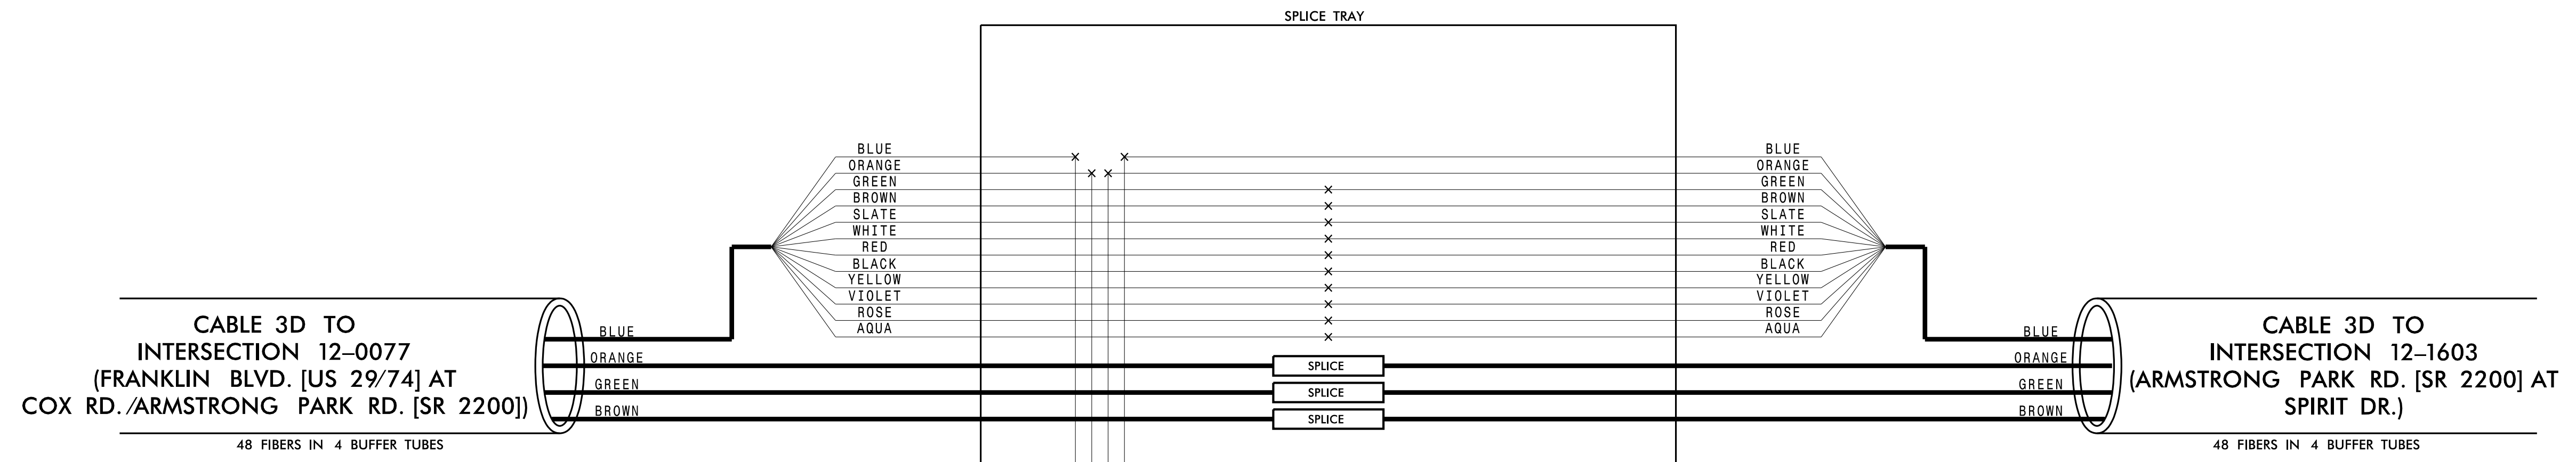 SPLICE TRAY
BLUE
ORANGE
GREEN
BROWN
SLATE
WHITE
RED
BLACK
YELLOW
VIOLET
ROSE
AQUA
BLUE
ORANGE
GREEN
BROWN
SLATE
WHITE
RED
BLACK
YELLOW
VIOLET
ROSE
AQUA
CABLE 3D TO
INTERSECTION 12–0077
(FRANKLIN BLVD. [US 29/74] AT
COX RD./ARMSTRONG PARK RD. [SR 2200])
48 FIBERS IN 4 BUFFER TUBES
BLUE
ORANGE
GREEN
BROWN
SPLICE
SPLICE
SPLICE
BLUE
ORANGE
GREEN
BROWN
CABLE 3D TO
INTERSECTION 12–1603
(ARMSTRONG PARK RD. [SR 2200] AT
SPIRIT DR.)
48 FIBERS IN 4 BUFFER TUBES